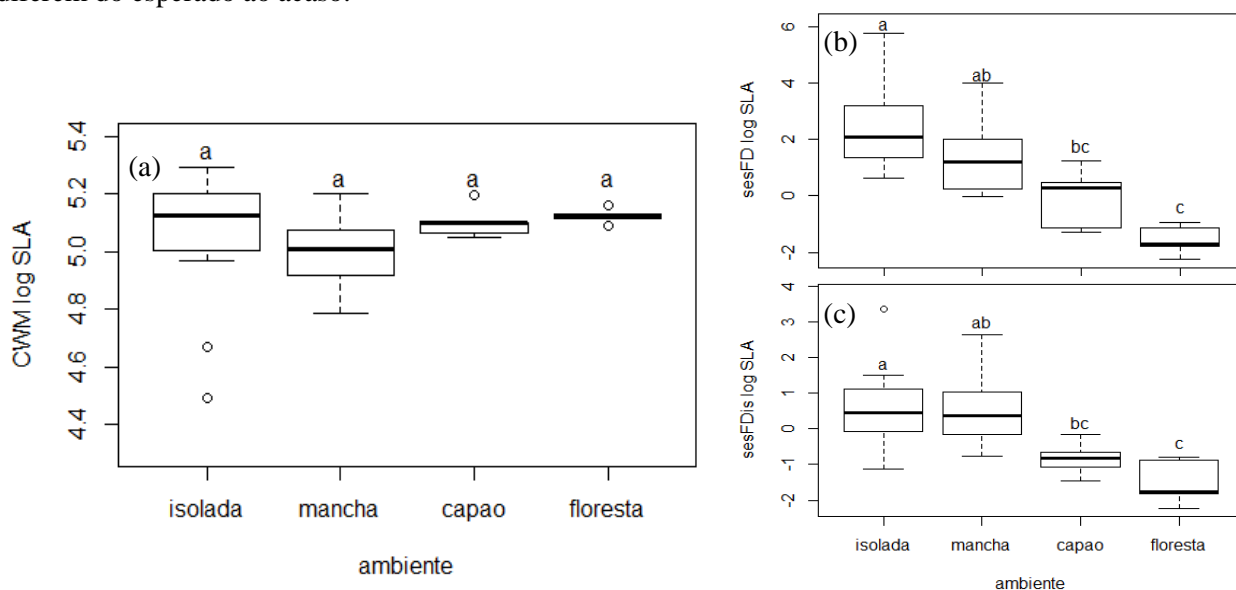 diferem do esperado ao acaso.
(a)
CWM log SLA
5.4
5.2
5.0
4.8
4.6
4.4
a a a a
isolada mancha capao floresta
ambiente
(b)
sesFD log SLA
6
4
2
0
-2
a ab bc c
(c)
sesFDis log SLA
4
3
2
1
0
-1
-2
a ab bc c
isolada mancha capao floresta
ambiente